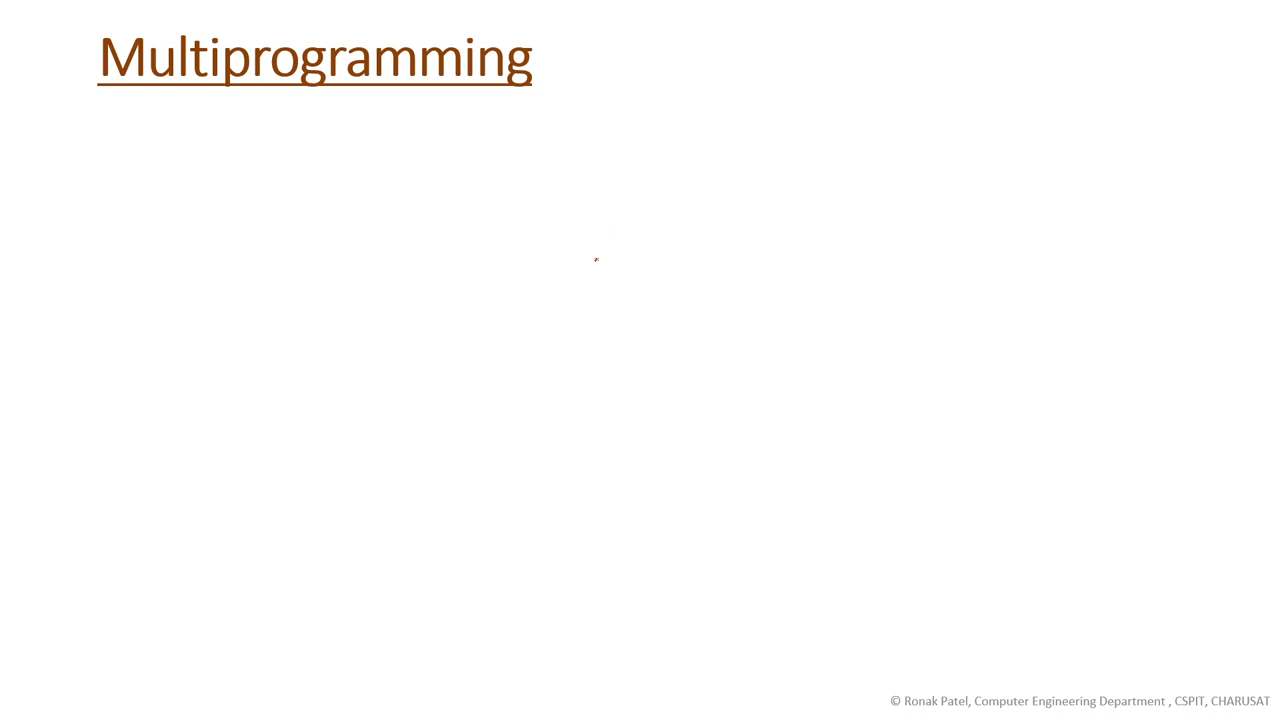 Multiprogramming
© Ronak Patel, Computer Engineering Department , CSPIT, CHARUSAT